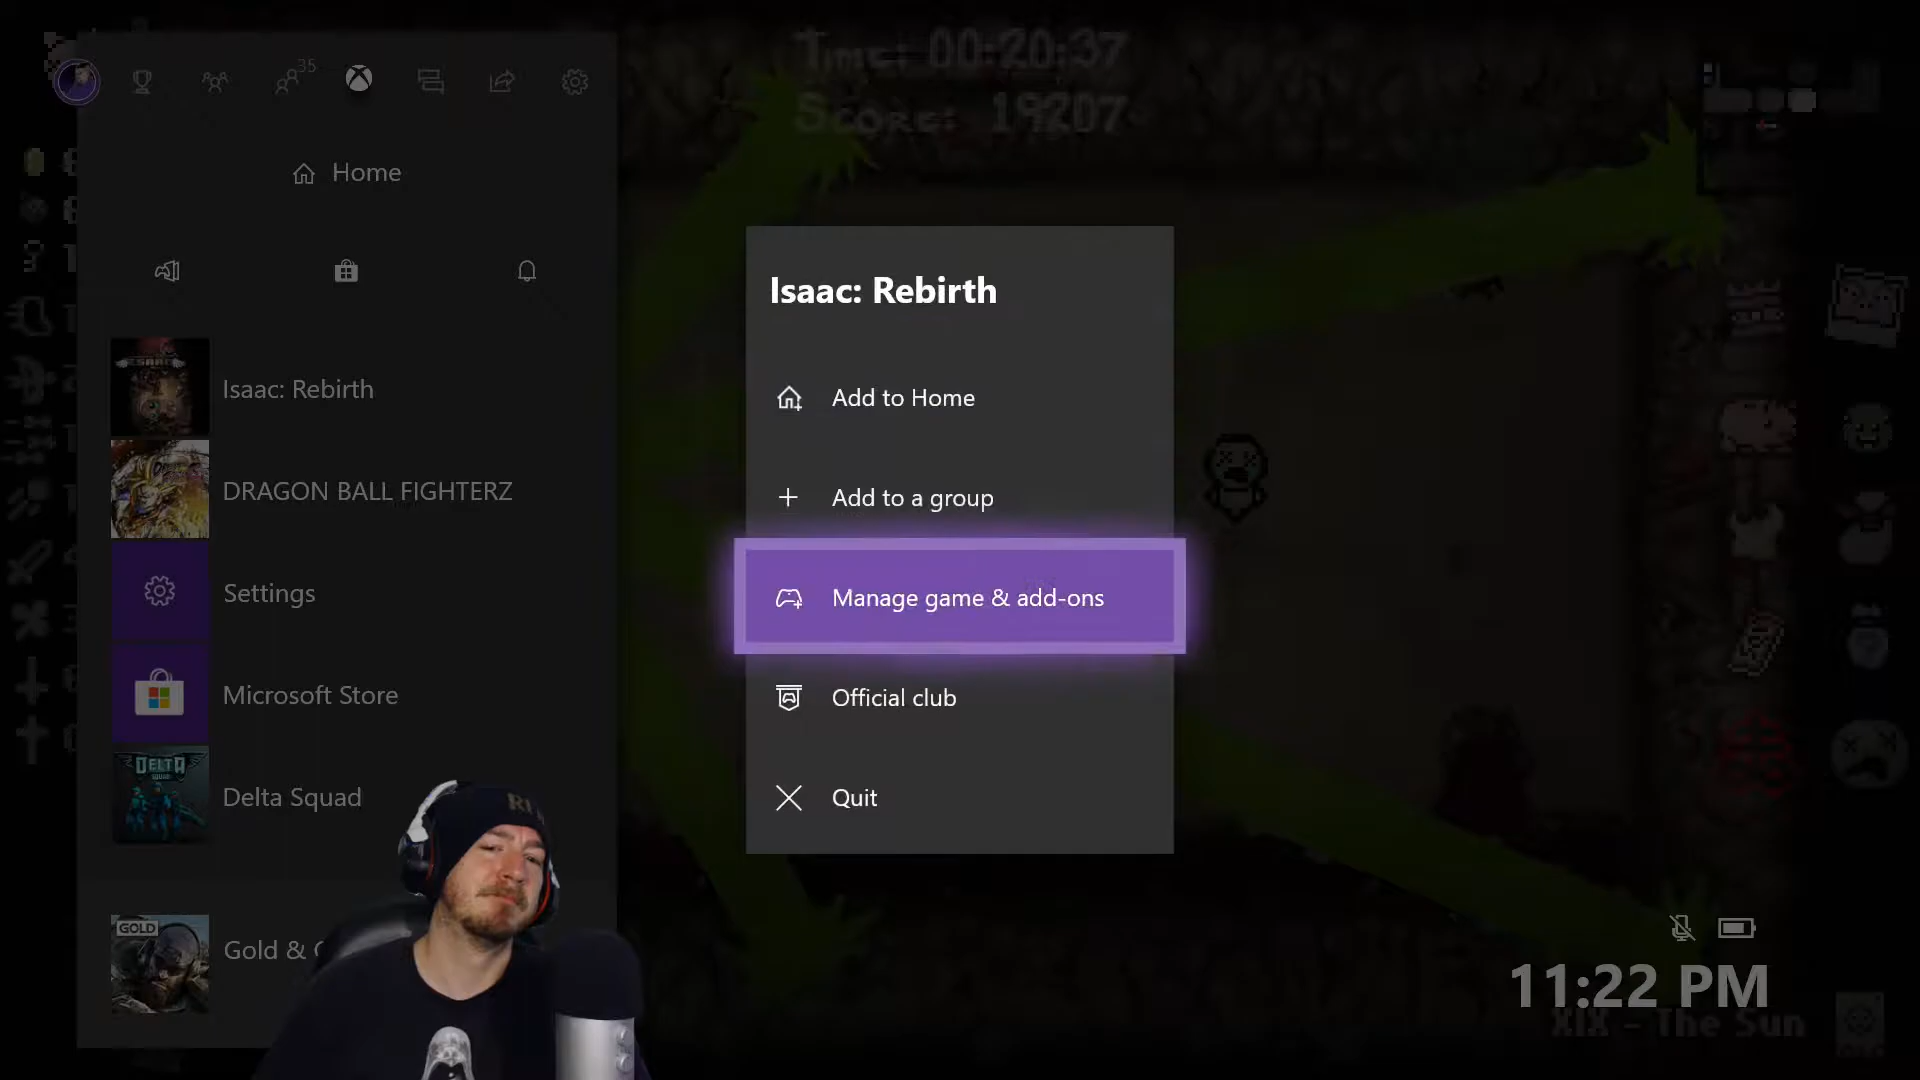 Time: 00:20:37
Score: 19207
35
Home
Isaac: Rebirth
DRAGON BALL FIGHTERZ
Settings
Microsoft Store
DELTA
SQUAD
Delta Squad
GOLD
Gold &
Isaac: Rebirth
Add to Home
Add to a group
Manage game & add-ons
Official club
Quit
11:22 PM
XIX - The Sun